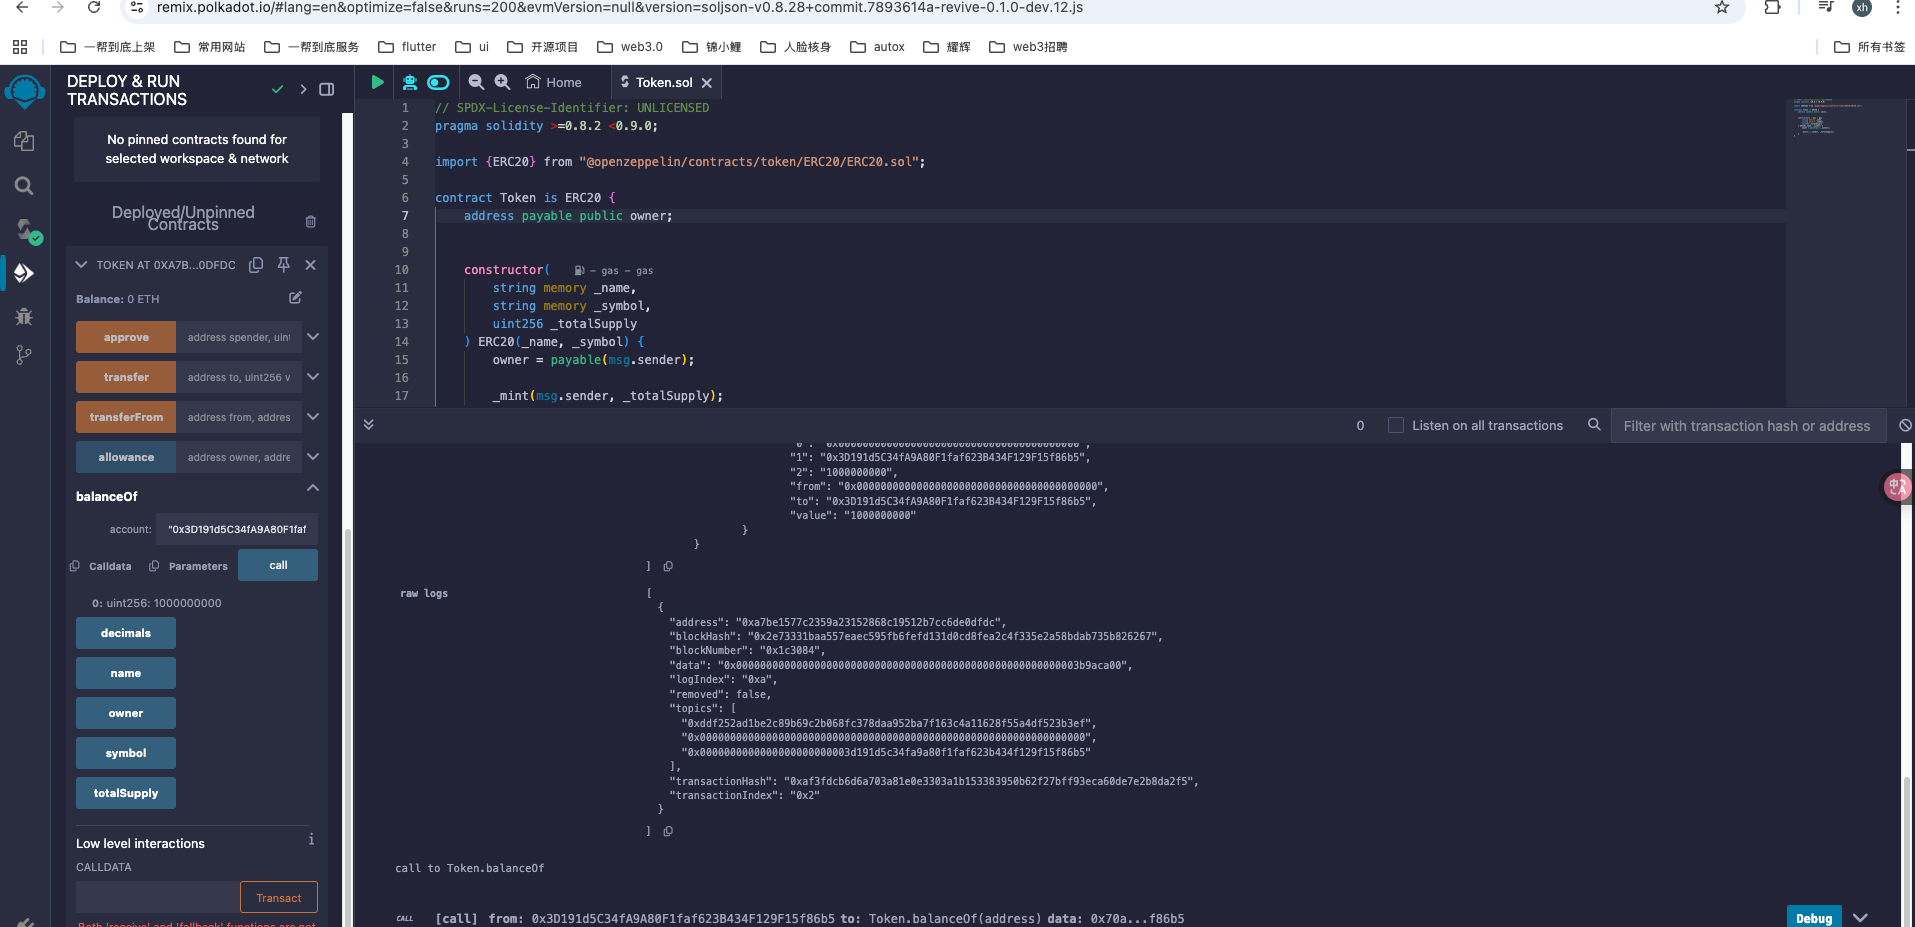 remix.polkadot.io/#lang=en&optimize=false&runs=200&evmVersion=null&version=soljson-v0.8.28+commit.7893614a-revive-0.1.0-dev.12.js
xh
一帮到底上架 常用网站 一帮到底服务 flutter ui 开源项目 web3.0 锦小鲤 人脸核身 autox 耀辉 web3招聘 所有书签
DEPLOY & RUN
TRANSACTIONS
No pinned contracts found for
selected workspace & network
Deployed/Unpinned
Contracts
TOKEN AT 0XA7B...0DFDC
Balance: 0 ETH
approve address spender, uint
transfer address to, uint256 v
transferFrom address from, addres
allowance address owner, addre
balanceOf
account: "0x3D191d5C34fA9A80F1faf
Calldata Parameters call
0: uint256: 1000000000
decimals
name
owner
symbol
totalSupply
Low level interactions i
CALLDATA
Transact
Both 'receive' and 'fallback' functions are not
Home Token.sol
1 // SPDX-License-Identifier: UNLICENSED
2 pragma solidity >=0.8.2 <0.9.0;
3
4 import {ERC20} from "@openzeppelin/contracts/token/ERC20/ERC20.sol";
5
6 contract Token is ERC20 {
7 address payable public owner;
8
9
10 constructor( - gas - gas
11 string memory _name,
12 string memory _symbol,
13 uint256 _totalSupply
14 ) ERC20(_name, _symbol) {
15 owner = payable(msg.sender);
16
17 _mint(msg.sender, _totalSupply);
0 Listen on all transactions Filter with transaction hash or address
"0": "0x0000000000000000000000000000000000000000",
"1": "0x3D191d5C34fA9A80F1faf623B434F129F15f86b5",
"2": "1000000000",
"from": "0x0000000000000000000000000000000000000000",
"to": "0x3D191d5C34fA9A80F1faf623B434F129F15f86b5",
"value": "1000000000"
}
}
]
raw logs [
{
"address": "0xa7be1577c2359a23152868c19512b7cc6de0dfdc",
"blockHash": "0x2e73331baa557eaec595fb6fefd131d0cd8fea2c4f335e2a58bdab735b826267",
"blockNumber": "0x1c3084",
"data": "0x000000000000000000000000000000000000000000000000000000003b9aca00",
"logIndex": "0xa",
"removed": false,
"topics": [
"0xddf252ad1be2c89b69c2b068fc378daa952ba7f163c4a11628f55a4df523b3ef",
"0x0000000000000000000000000000000000000000000000000000000000000000",
"0x0000000000000000000000003d191d5c34fa9a80f1faf623b434f129f15f86b5"
],
"transactionHash": "0xaf3fdcb6d6a703a81e0e3303a1b153383950b62f27bff93eca60de7e2b8da2f5",
"transactionIndex": "0x2"
}
]
call to Token.balanceOf
CALL [call] from: 0x3D191d5C34fA9A80F1faf623B434F129F15f86b5 to: Token.balanceOf(address) data: 0x70a...f86b5
Debug